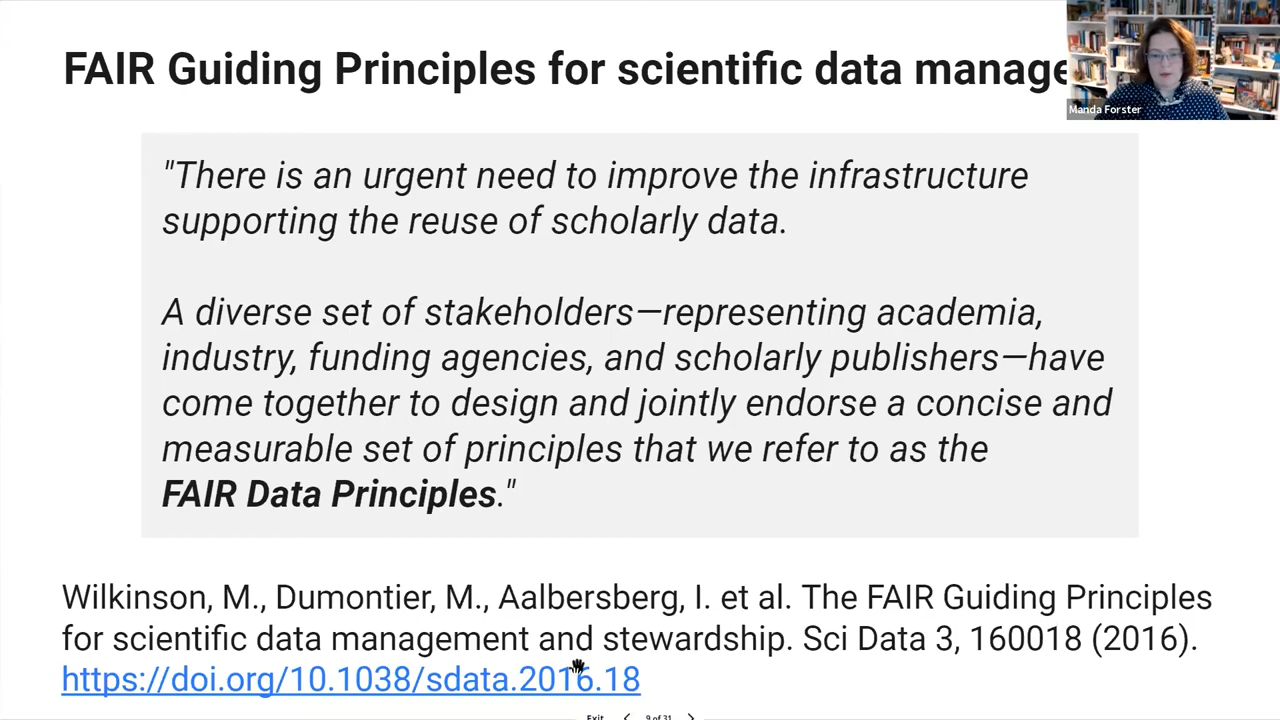 FAIR Guiding Principles for scientific data manage
Manda Forster
"There is an urgent need to improve the infrastructure
supporting the reuse of scholarly data.
A diverse set of stakeholders—representing academia,
industry, funding agencies, and scholarly publishers—have
come together to design and jointly endorse a concise and
measurable set of principles that we refer to as the
FAIR Data Principles."
Wilkinson, M., Dumontier, M., Aalbersberg, I. et al. The FAIR Guiding Principles
for scientific data management and stewardship. Sci Data 3, 160018 (2016).
https://doi.org/10.1038/sdata.2016.18
Exit 9 of 31